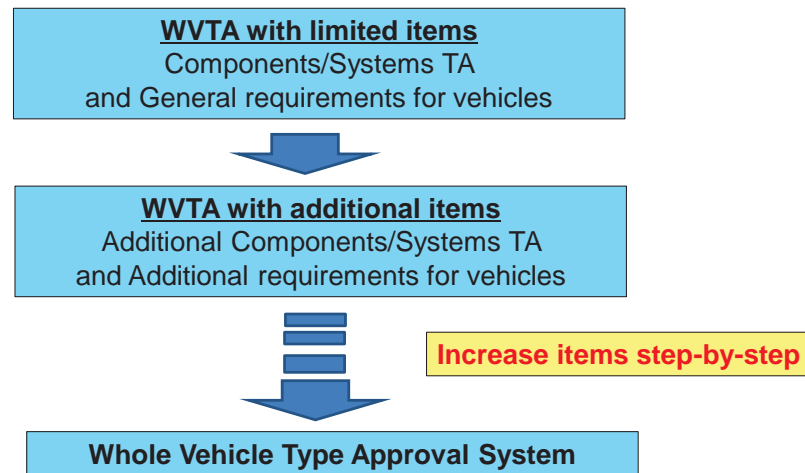 WVTA with limited items
Components/Systems TA
and General requirements for vehicles
WVTA with additional items
Additional Components/Systems TA
and Additional requirements for vehicles
Increase items step-by-step
Whole Vehicle Type Approval System